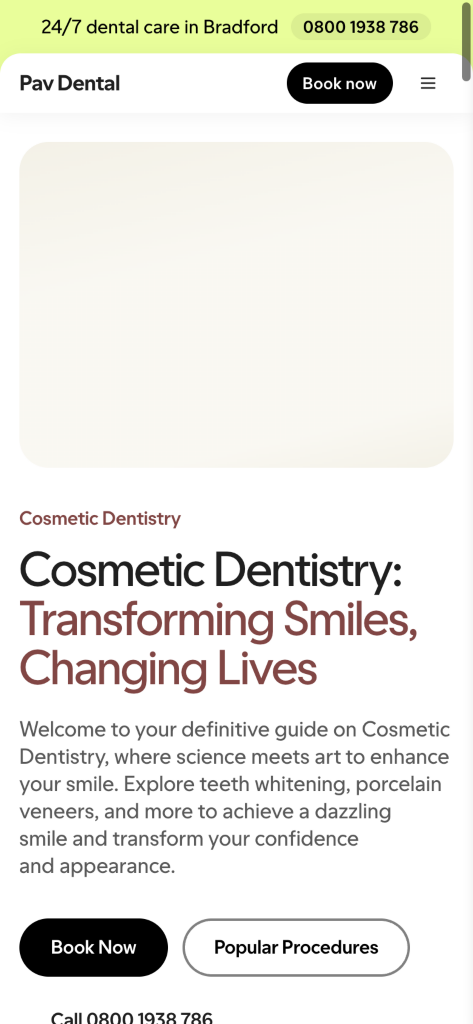 24/7 dental care in Bradford 0800 1938 786
Pav Dental Book now
Cosmetic Dentistry
Cosmetic Dentistry:
Transforming Smiles,
Changing Lives
Welcome to your definitive guide on Cosmetic
Dentistry, where science meets art to enhance
your smile. Explore teeth whitening, porcelain
veneers, and more to achieve a dazzling
smile and transform your confidence
and appearance.
Book Now Popular Procedures
Call 0800 1938 786